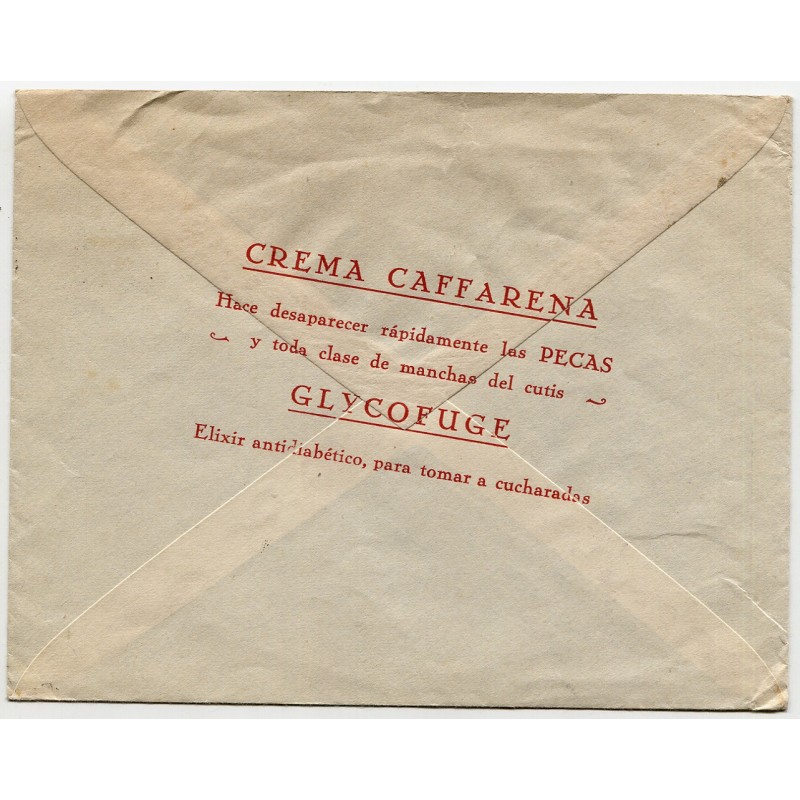 CREMA CAFFARENA
Hace desaparecer rápidamente las PECAS
y toda clase de manchas del cutis
GLYCOFUGE
Elixir antidiabético, para tomar a cucharadas